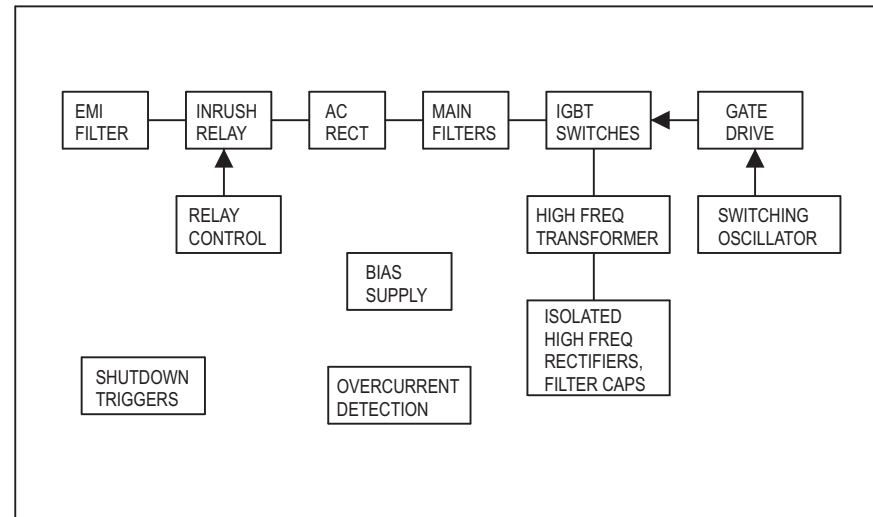 EMI
FILTER
INRUSH
RELAY
AC
RECT
MAIN
FILTERS
IGBT
SWITCHES
GATE
DRIVE
RELAY
CONTROL
HIGH FREQ
TRANSFORMER
SWITCHING
OSCILLATOR
BIAS
SUPPLY
ISOLATED
HIGH FREQ
RECTIFIERS,
FILTER CAPS
SHUTDOWN
TRIGGERS
OVERCURRENT
DETECTION